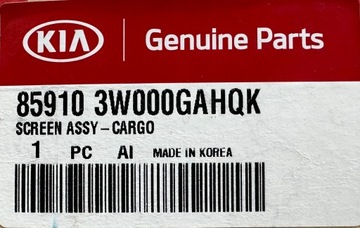 KIA
Genuine Parts
85910 3W000GAHQK
SCREEN ASSY-CARGO
1 PC AI MADE IN KOREA